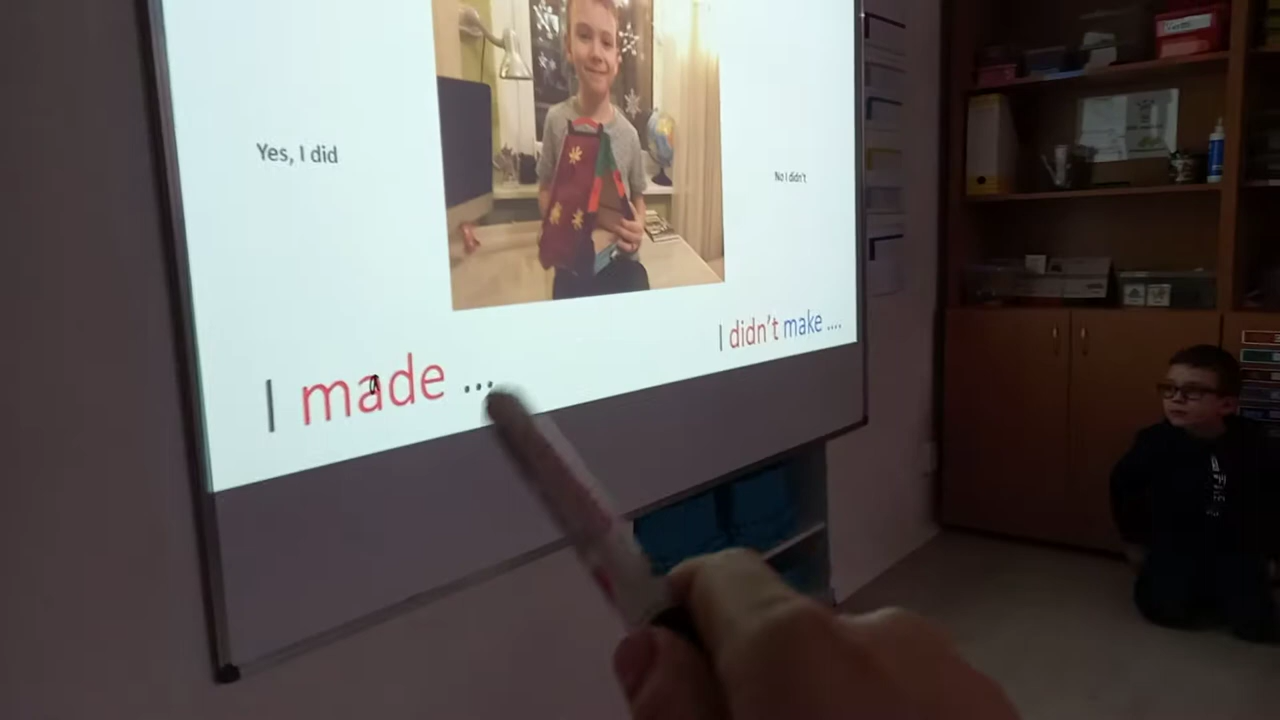 Yes, I did
No I didn't
I made ...
I didn't make ....